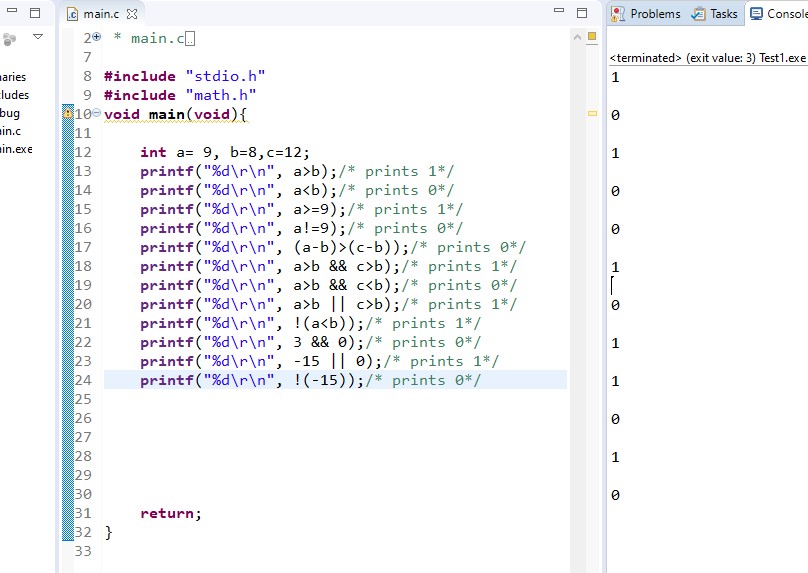 main.c
2 * main.c
7
8 #include "stdio.h"
9 #include "math.h"
10 void main(void){
11
12 int a= 9, b=8,c=12;
13 printf("%d\r\n", a>b);/* prints 1*/
14 printf("%d\r\n", a<b);/* prints 0*/
15 printf("%d\r\n", a>=9);/* prints 1*/
16 printf("%d\r\n", a!=9);/* prints 0*/
17 printf("%d\r\n", (a-b)>(c-b));/* prints 0*/
18 printf("%d\r\n", a>b && c>b);/* prints 1*/
19 printf("%d\r\n", a>b && c<b);/* prints 0*/
20 printf("%d\r\n", a>b || c>b);/* prints 1*/
21 printf("%d\r\n", !(a<b));/* prints 1*/
22 printf("%d\r\n", 3 && 0);/* prints 0*/
23 printf("%d\r\n", -15 || 0);/* prints 1*/
24 printf("%d\r\n", !(-15));/* prints 0*/
25
26
27
28
29
30
31 return;
32 }
33
aries
ludes
bug
in.c
in.exe
Problems Tasks Console
<terminated> (exit value: 3) Test1.exe
1
0
1
0
0
1
0
1
1
0
1
0